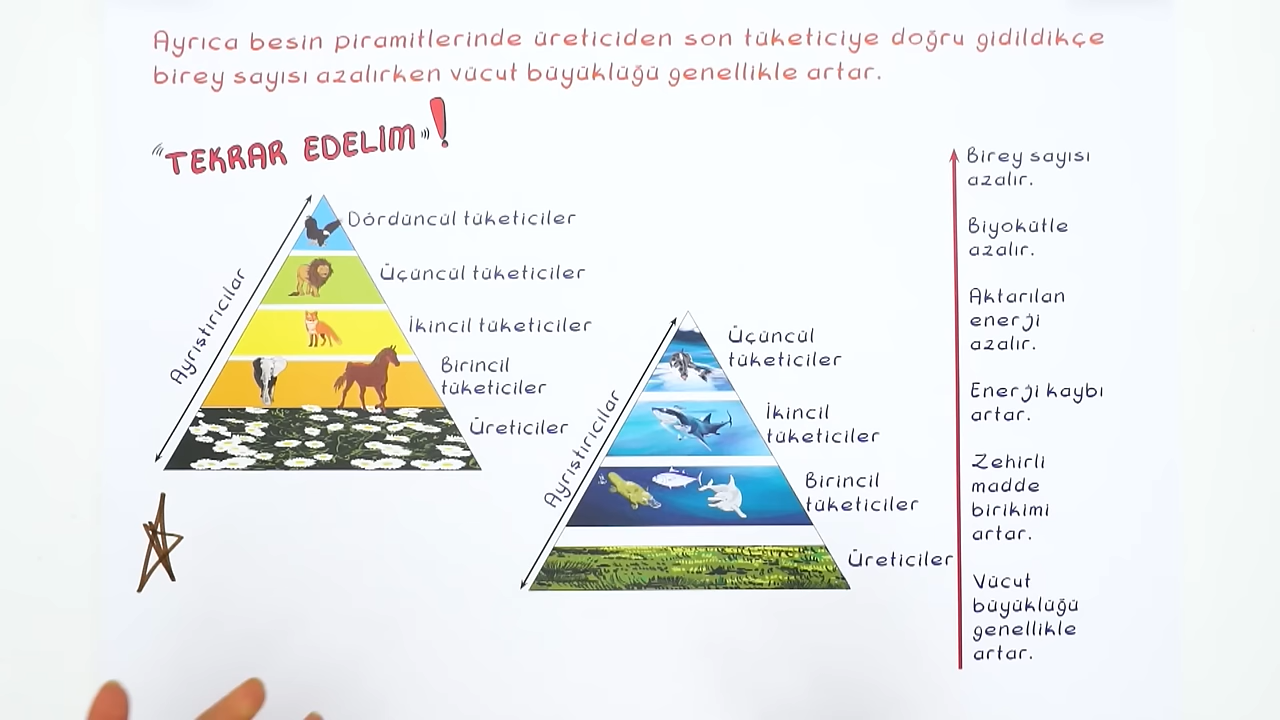 Ayrıca besin piramitlerinde üreticiden son tüketiciye doğru gidildikçe
birey sayısı azalırken vücut büyüklüğü genellikle artar.
"TEKRAR EDELİM"!
Dördüncül tüketiciler
Üçüncül tüketiciler
İkincil tüketiciler
Birincil
tüketiciler
Üreticiler
Ayrıştırıcılar
Üçüncül
tüketiciler
İkincil
tüketiciler
Birincil
tüketiciler
Üreticiler
Ayrıştırıcılar
Birey sayısı
azalır.
Biyokütle
azalır.
Aktarılan
enerji
azalır.
Enerji kaybı
artar.
Zehirli
madde
birikimi
artar.
Vücut
büyüklüğü
genellikle
artar.